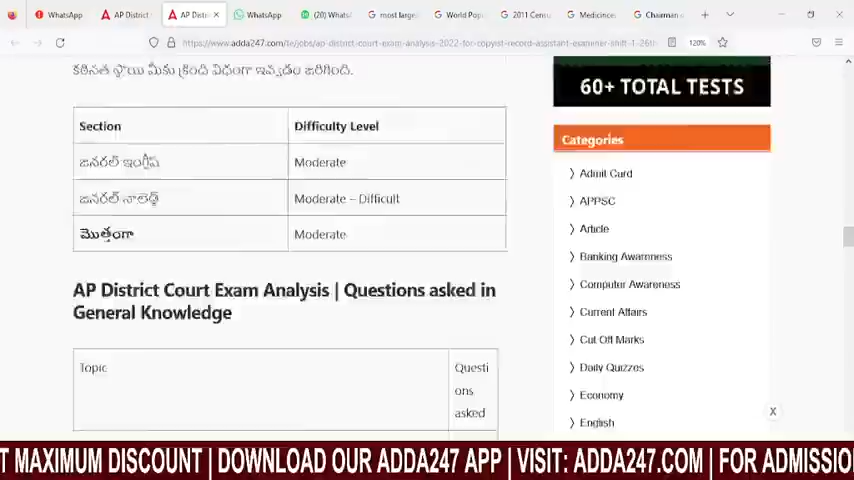 WhatsApp
AP District
AP Distri
WhatsApp
(20) Whats
most large
World Pop
2011 Censu
Medicine
Chairman
https://www.adda247.com/te/jobs/ap-district-court-exam-analysis-2022-for-copyist-record-assistant-examiner-shift-1-26th
120%
కఠినత స్థాయి మీకు క్రింది విధంగా ఇవ్వడం జరిగింది.
Section Difficulty Level
జనరల్ ఇంగ్లీష్ Moderate
జనరల్ నాలెడ్జ్ Moderate – Difficult
మొత్తంగా Moderate
AP District Court Exam Analysis | Questions asked in
General Knowledge
Topic Questi
ons
asked
60+ TOTAL TESTS
Categories
Admit Card
APPSC
Article
Banking Awareness
Computer Awareness
Current Affairs
Cut Off Marks
Daily Quizzes
Economy
English
X
T MAXIMUM DISCOUNT | DOWNLOAD OUR ADDA247 APP | VISIT: ADDA247.COM | FOR ADMISSIO